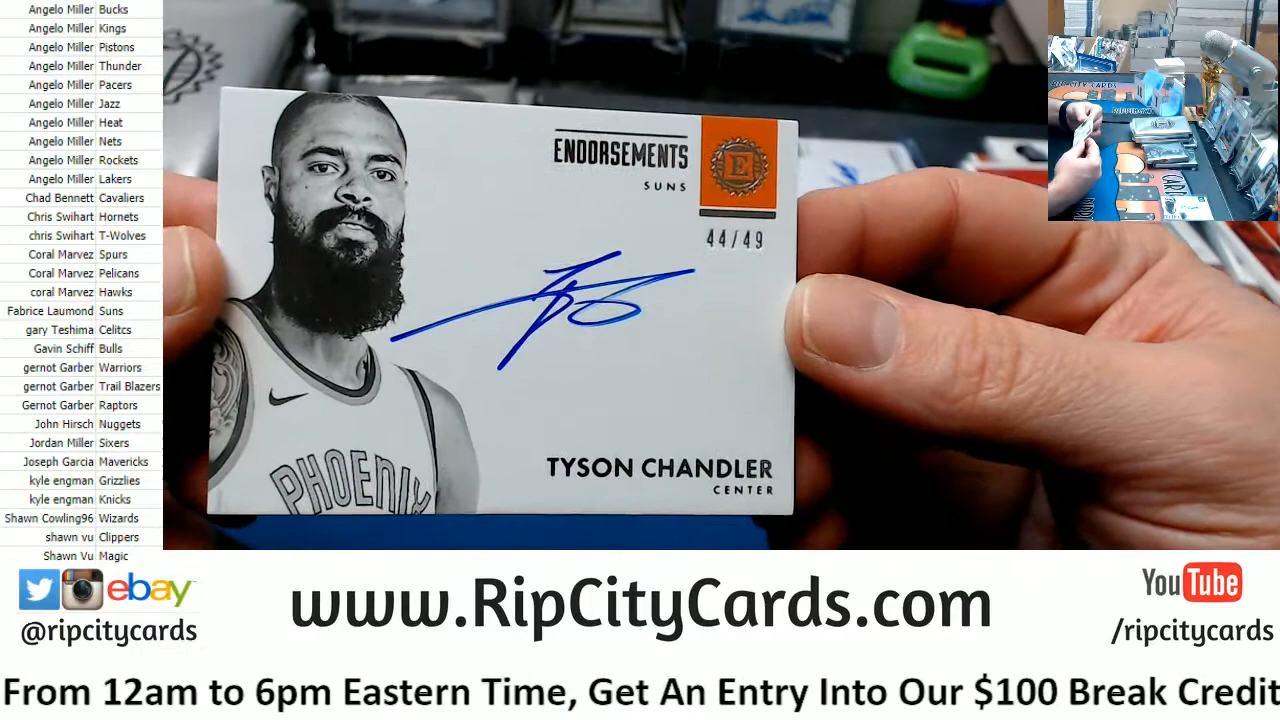 Angelo Miller Bucks
Angelo Miller Kings
Angelo Miller Pistons
Angelo Miller Thunder
Angelo Miller Pacers
Angelo Miller Jazz
Angelo Miller Heat
Angelo Miller Nets
Angelo Miller Rockets
Angelo Miller Lakers
Chad Bennett Cavaliers
Chris Swihart Hornets
chris Swihart T-Wolves
Coral Marvez Spurs
Coral Marvez Pelicans
coral Marvez Hawks
Fabrice Laumond Suns
gary Teshima Celitcs
Gavin Schiff Bulls
gernot Garber Warriors
gernot Garber Trail Blazers
Gernot Garber Raptors
John Hirsch Nuggets
Jordan Miller Sixers
Joseph Garcia Mavericks
kyle engman Grizzlies
kyle engman Knicks
Shawn Cowling96 Wizards
shawn vu Clippers
Shawn Vu Magic
ENDORSEMENTS
SUNS
E
44/49
PHOENIX
TYSON CHANDLER
CENTER
RIP CITY CARDS
ebay
@ripcitycards
www.RipCityCards.com
YouTube
/ripcitycards
From 12am to 6pm Eastern Time, Get An Entry Into Our $100 Break Credit